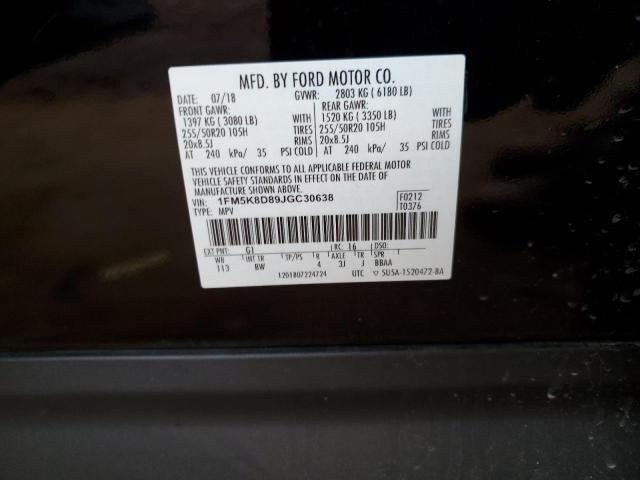 MFD. BY FORD MOTOR CO.
DATE: 07/18 GVWR: 2803 KG ( 6180 LB)
FRONT GAWR: REAR GAWR:
1397 KG ( 3080 LB) WITH 1520 KG ( 3350 LB) WITH
255/50R20 105H TIRES 255/50R20 105H TIRES
20x8.5J RIMS 20x8.5J RIMS
AT 240 kPa/ 35 PSI COLD AT 240 kPa/ 35 PSI COLD
THIS VEHICLE CONFORMS TO ALL APPLICABLE FEDERAL MOTOR
VEHICLE SAFETY AND THEFT PREVENTION STANDARDS IN EFFECT ON THE DATE OF
MANUFACTURE SHOWN ABOVE.
VIN: 1FM5K8D89JGC30638 F0212
TYPE: MPV T0376
EXT PNT: G1 RC: 16 DSO:
WB INT TR TP/PS R AXLE TR SPR
113 BW 4 3J J BBAA
1201807224724 UTC ▽ 5USA-1520472-BA